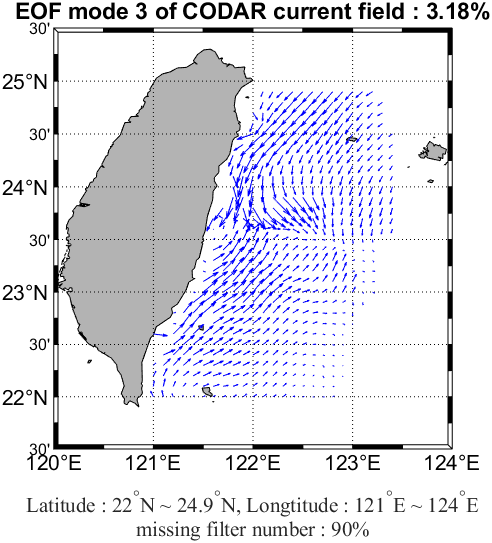 EOF mode 3 of CODAR current field : 3.18%
30'
25°N
30'
24°N
30'
23°N
30'
22°N
30'
120°E 121°E 122°E 123°E 124°E
Latitude : 22°N ~ 24.9°N, Longtitude : 121°E ~ 124°E
missing filter number : 90%